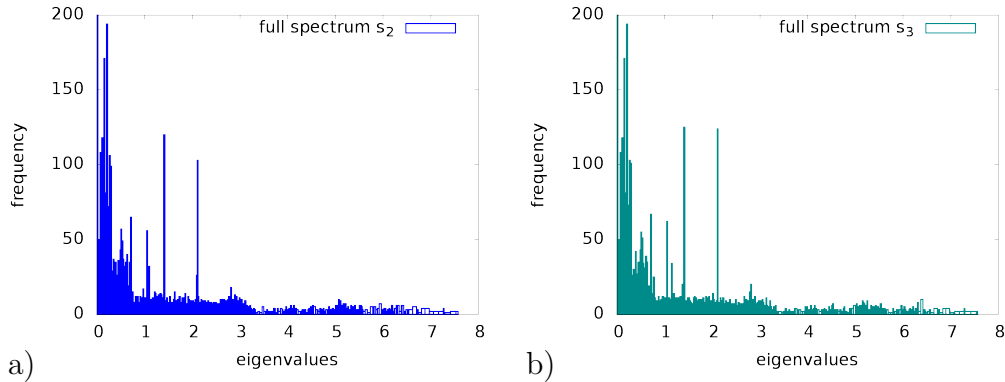 full spectrum s2
200
150
100
50
0
frequency
0 1 2 3 4 5 6 7 8
eigenvalues
a)
full spectrum s3
200
150
100
50
0
frequency
0 1 2 3 4 5 6 7 8
eigenvalues
b)